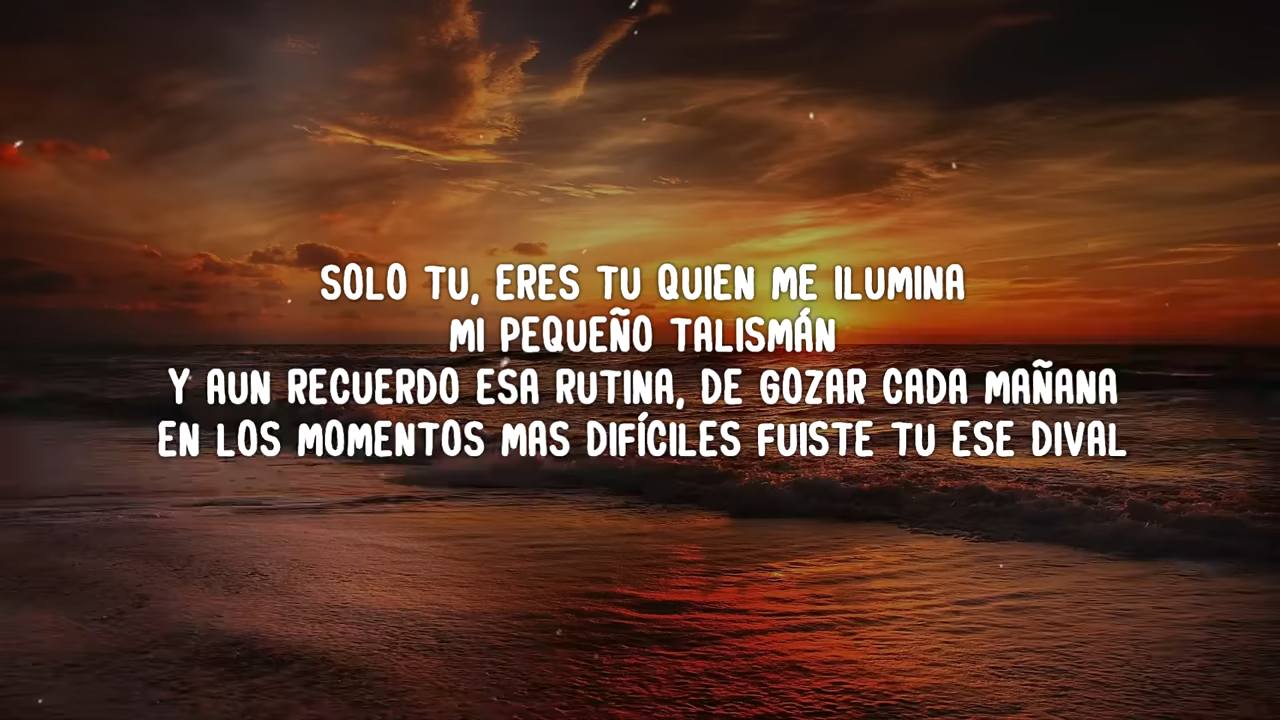 SOLO TU, ERES TU QUIEN ME ILUMINA
MI PEQUEÑO TALISMÁN
Y AUN RECUERDO ESA RUTINA, DE GOZAR CADA MAÑANA
EN LOS MOMENTOS MAS DIFÍCILES FUISTE TU ESE DIVAL